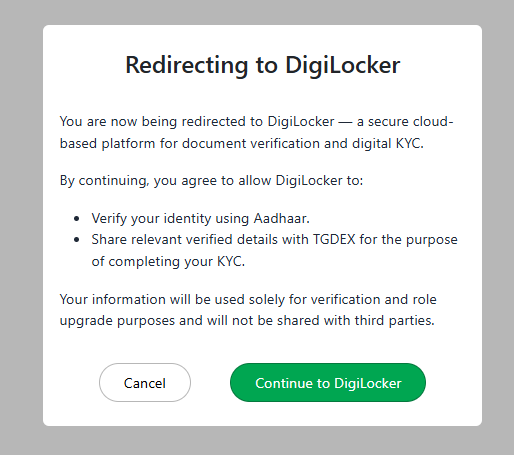 Redirecting to DigiLocker
You are now being redirected to DigiLocker — a secure cloud-
based platform for document verification and digital KYC.
By continuing, you agree to allow DigiLocker to:
• Verify your identity using Aadhaar.
• Share relevant verified details with TGDEX for the purpose
of completing your KYC.
Your information will be used solely for verification and role
upgrade purposes and will not be shared with third parties.
Cancel
Continue to DigiLocker